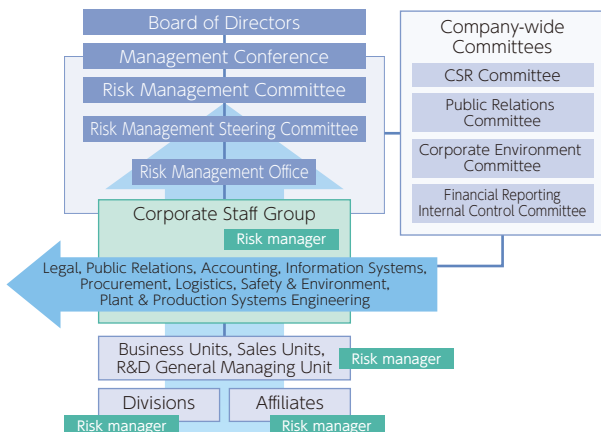 Board of Directors
Management Conference
Risk Management Committee
Risk Management Steering Committee
Risk Management Office
Company-wide
Committees
CSR Committee
Public Relations
Committee
Corporate Environment
Committee
Financial Reporting
Internal Control Committee
Corporate Staff Group
Risk manager
Legal, Public Relations, Accounting, Information Systems,
Procurement, Logistics, Safety & Environment,
Plant & Production Systems Engineering
Business Units, Sales Units,
R&D General Managing Unit
Risk manager
Divisions
Risk manager
Affiliates
Risk manager